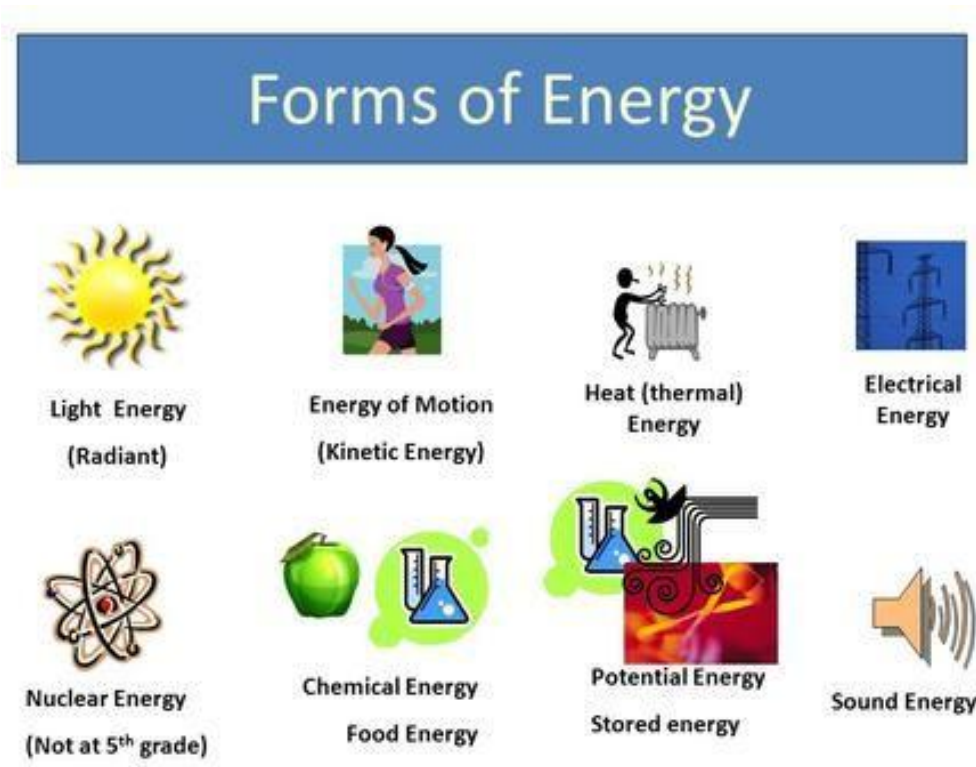 Forms of Energy
Light Energy
(Radiant)
Energy of Motion
(Kinetic Energy)
Heat (thermal)
Energy
Electrical
Energy
Nuclear Energy
(Not at 5th grade)
Chemical Energy
Food Energy
Potential Energy
Stored energy
Sound Energy